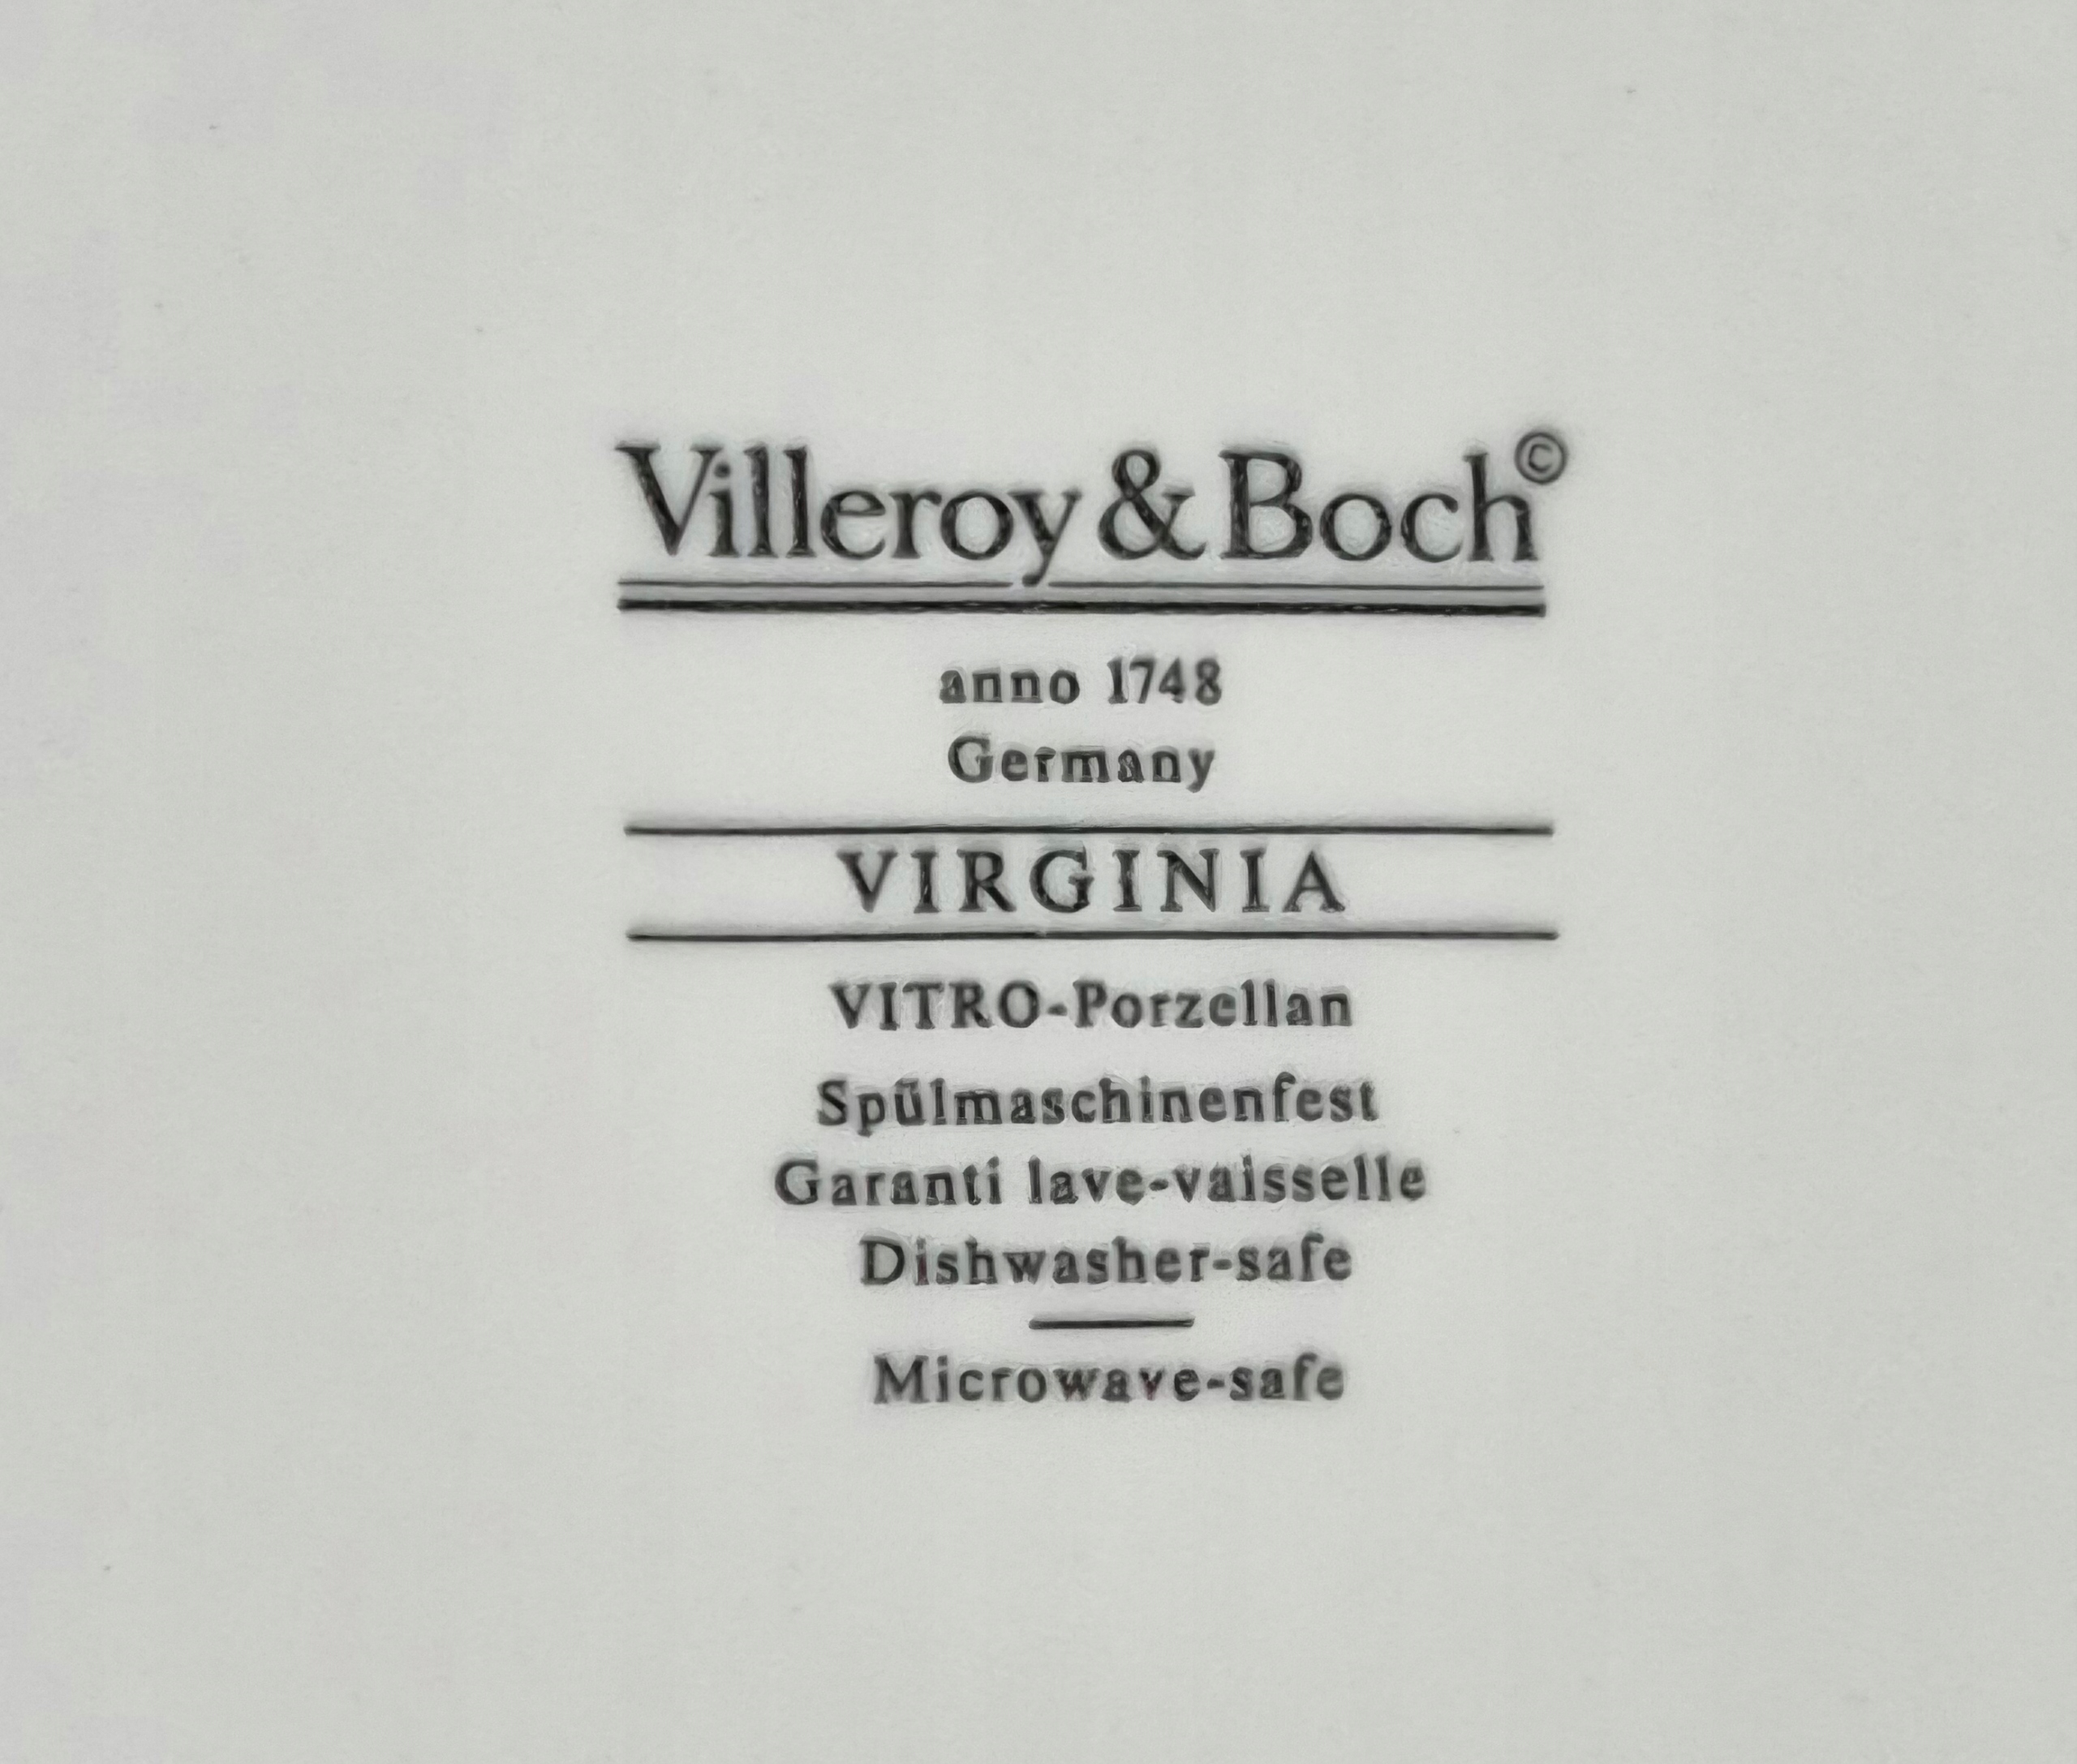 Villeroy & Boch©
anno 1748
Germany
VIRGINIA
VITRO-Porzellan
Spülmaschinenfest
Garanti lave-vaisselle
Dishwasher-safe
Microwave-safe